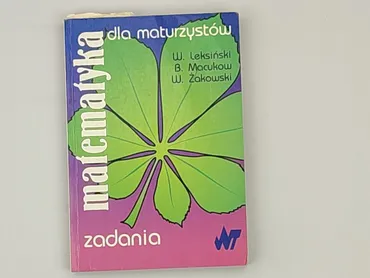 matematyka
dla maturzystów
W. Leksiński
B. Macukow
W. Żakowski
zadania
WNT